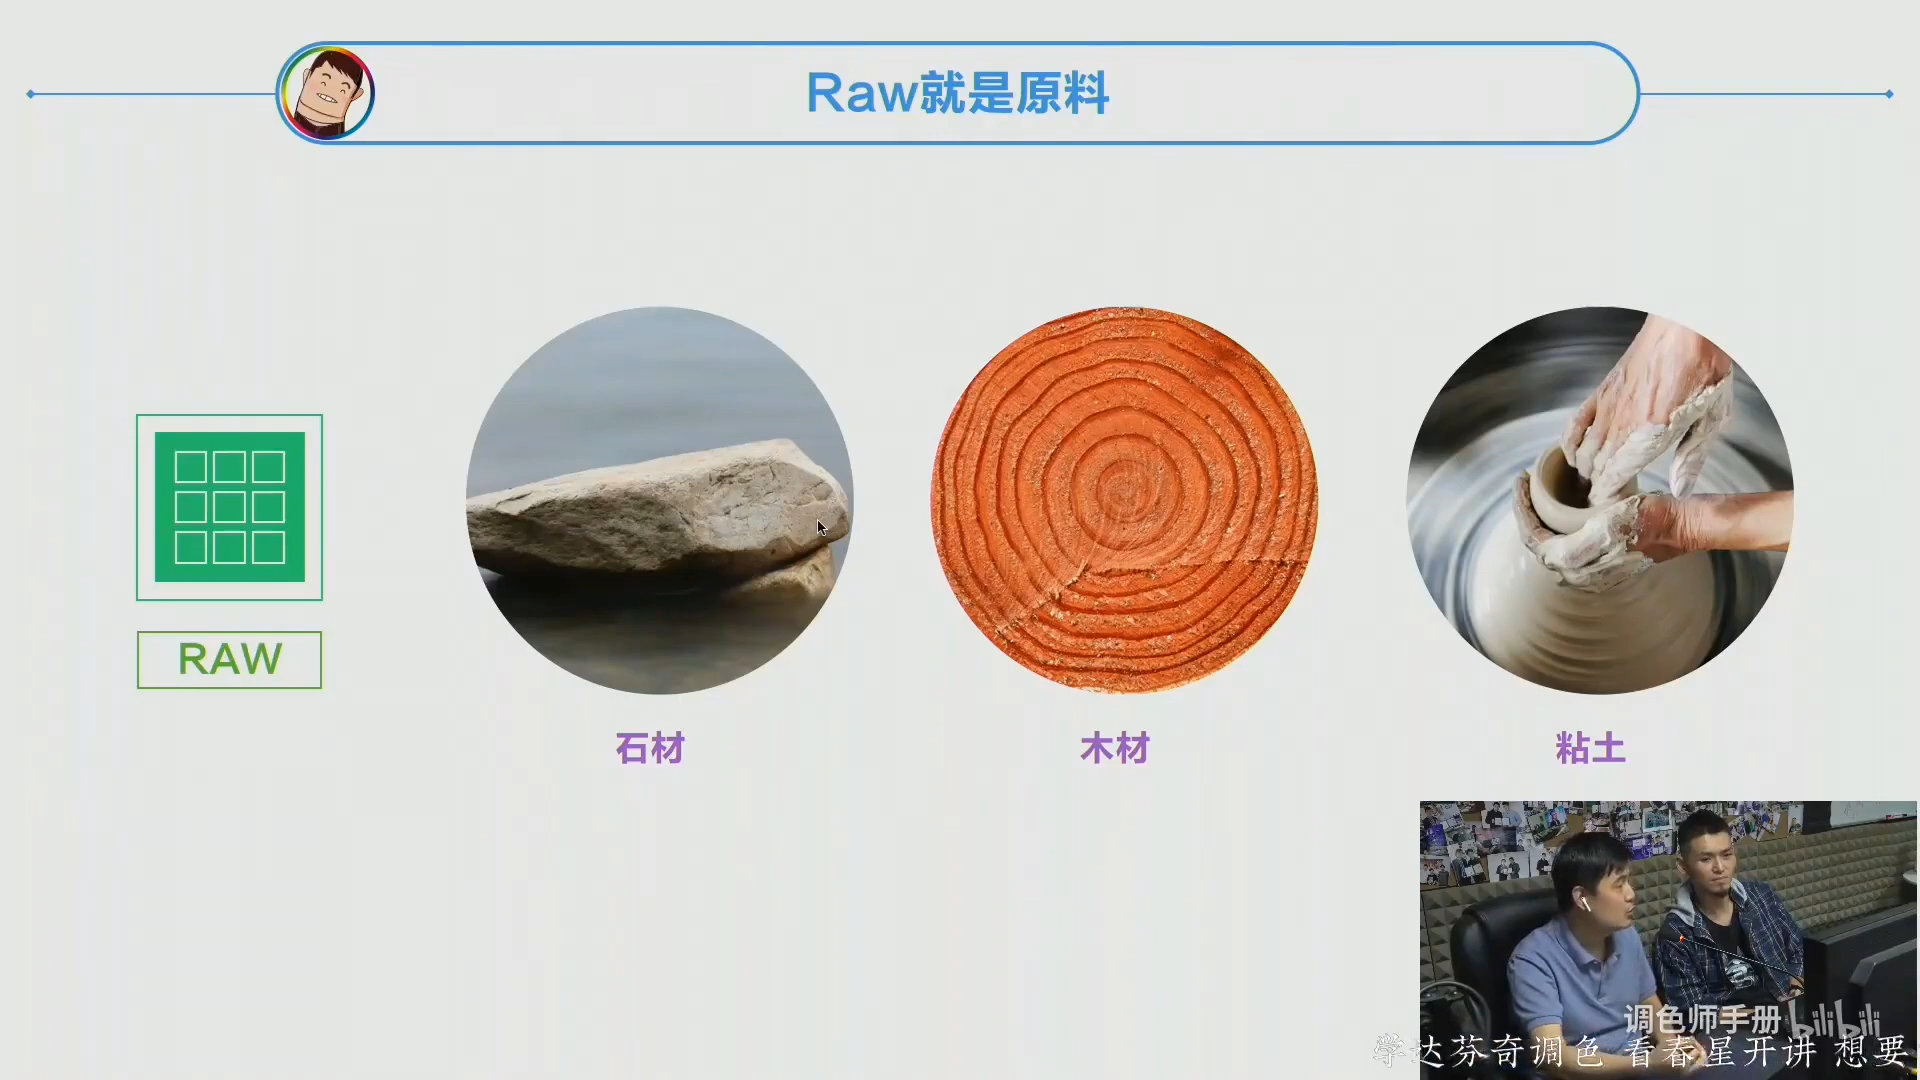 Raw就是原料
RAW
石材
木材
粘土
调色师手册 bilibili
学达芬奇调色 看春星开讲 想要